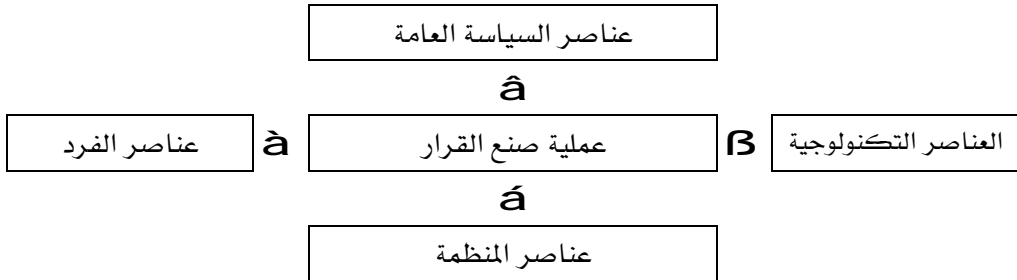 عناصر السياسة العامة
â
العناصر التكنولوجية ß عملية صنع القرار à عناصر الفرد
á
عناصر المنظمة